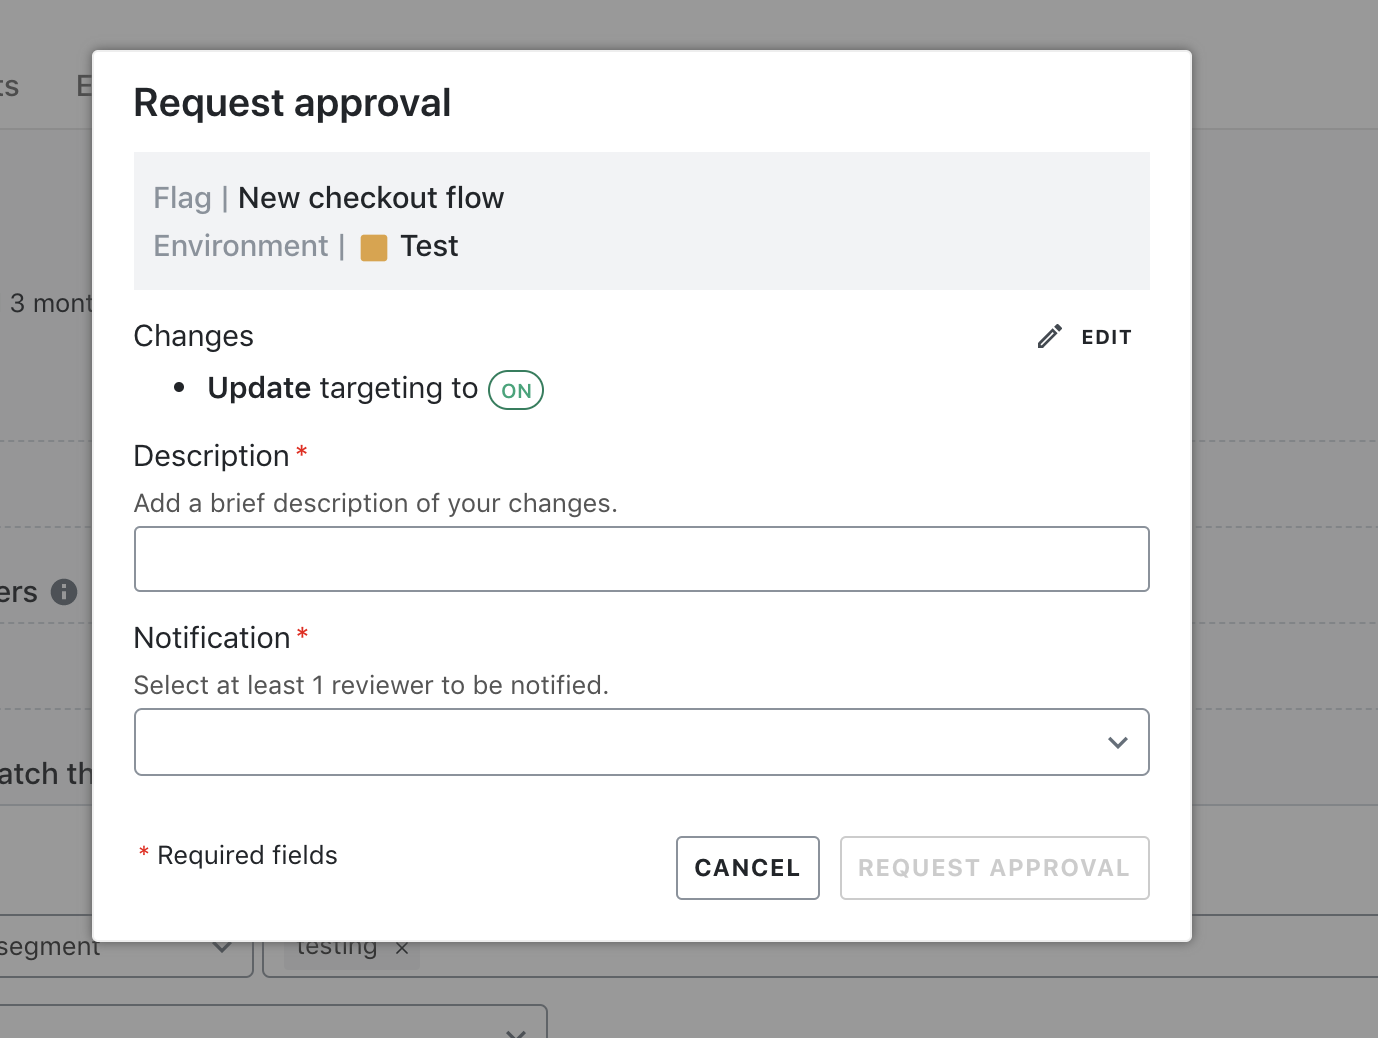 Request approval
Flag | New checkout flow
Environment | Test
3 mont
Changes
EDIT
• Update targeting to ON
Description *
Add a brief description of your changes.
ers
Notification *
Select at least 1 reviewer to be notified.
atch th
* Required fields
CANCEL
REQUEST APPROVAL
segment
testing ×